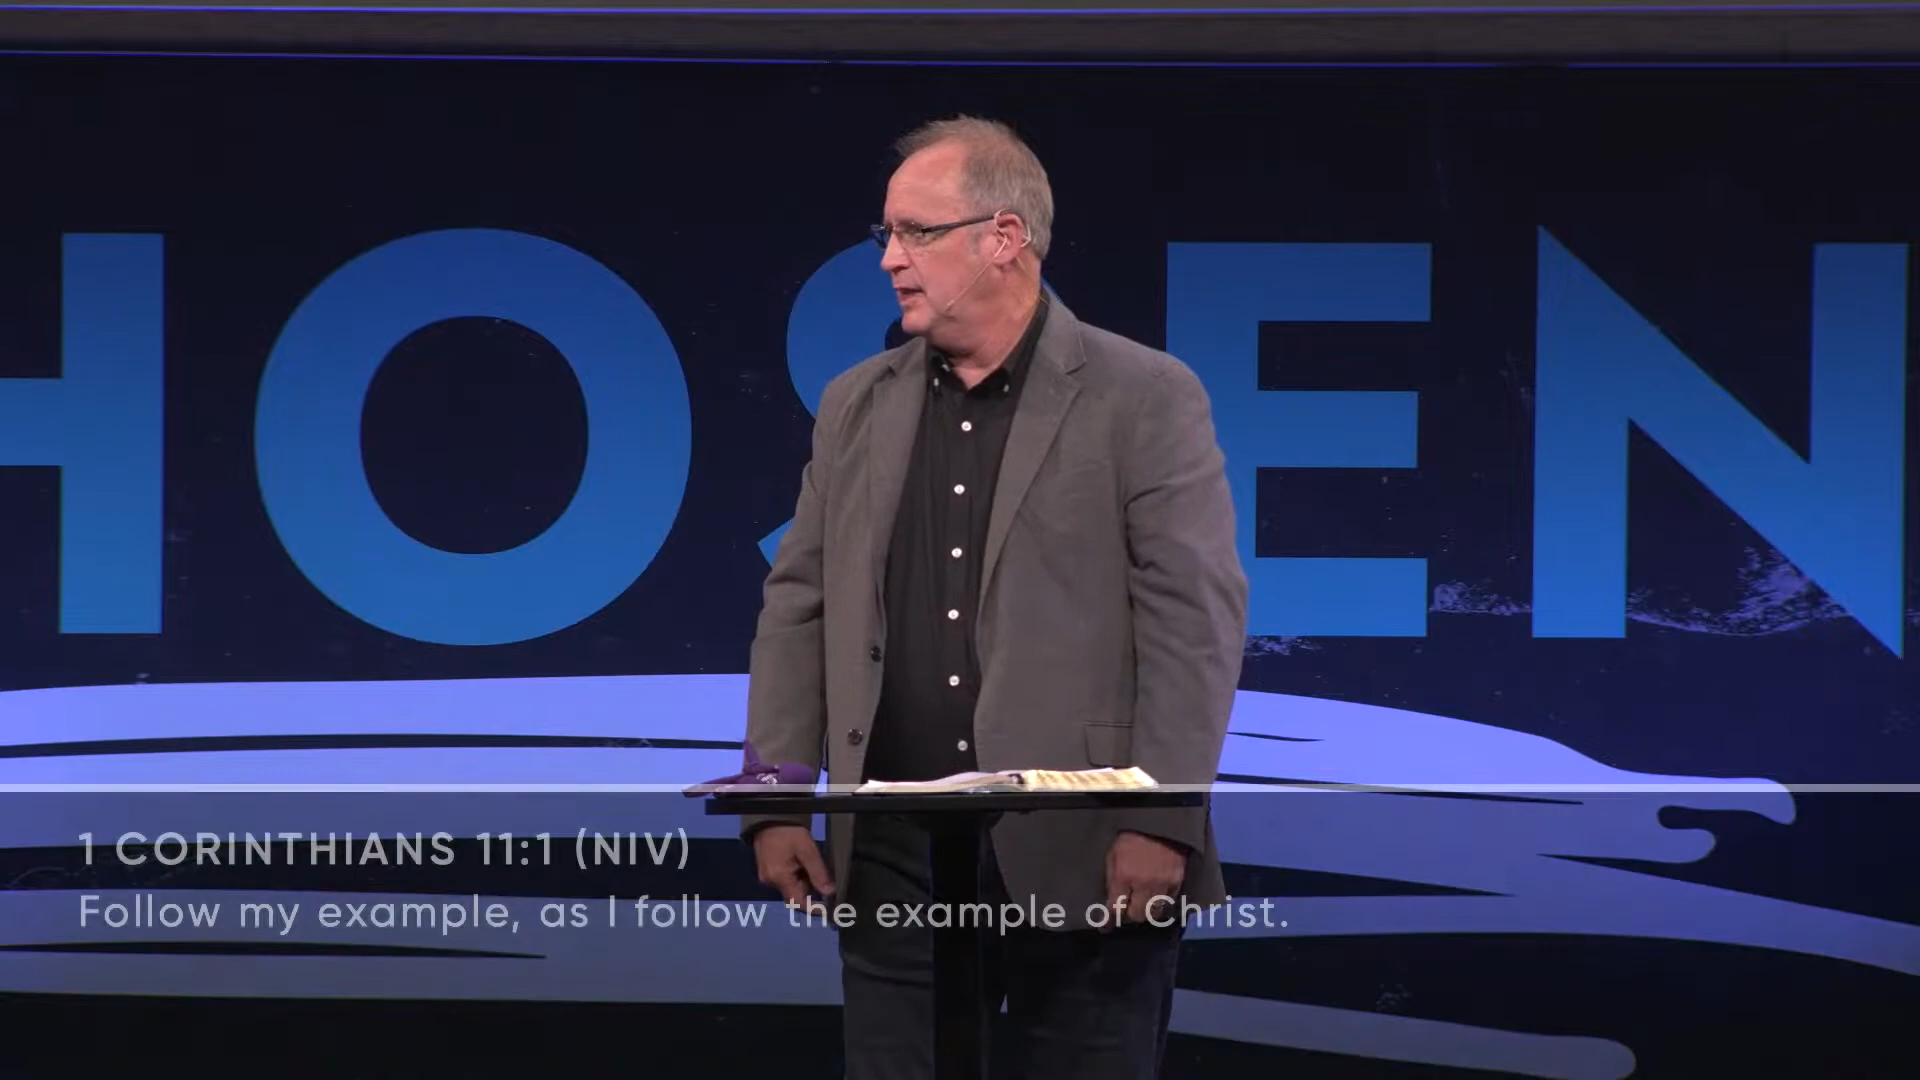 HOSEN
1 CORINTHIANS 11:1 (NIV)
Follow my example, as I follow the example of Christ.